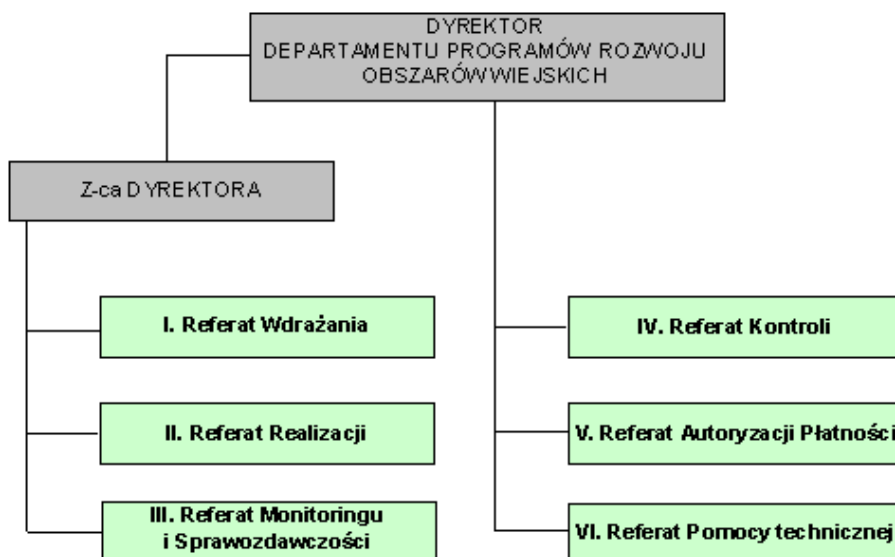 DYREKTOR
DEPARTAMENTU PROGRAMÓW ROZWOJU
OBSZARÓW WIEJSKICH
Z-ca DYREKTORA
I. Referat Wdrażania
II. Referat Realizacji
III. Referat Monitoringu
i Sprawozdawczości
IV. Referat Kontroli
V. Referat Autoryzacji Płatności
VI. Referat Pomocy technicznej